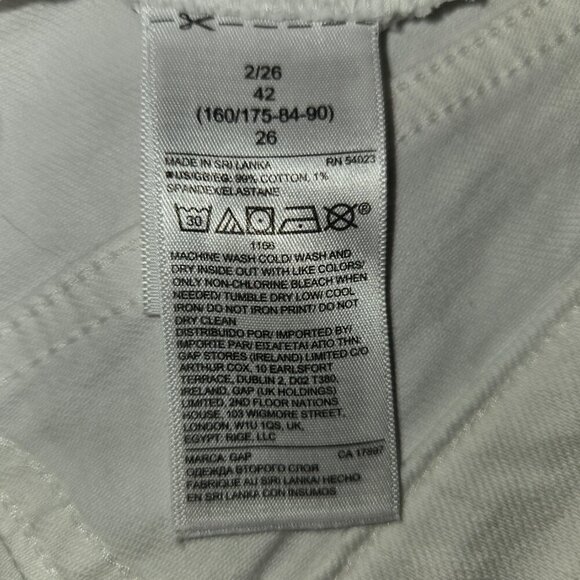 2/26
42
(160/175-84-90)
26
MADE IN SRI LANKA RN 54023
■US/GB/EG: 99% COTTON, 1%
SPANDEX/ELASTANE
30
®
1166
MACHINE WASH COLD/ WASH AND
DRY INSIDE OUT WITH LIKE COLORS/
ONLY NON-CHLORINE BLEACH WHEN
NEEDED/ TUMBLE DRY LOW/ COOL
IRON/ DO NOT IRON PRINT/ DO NOT
DRY CLEAN
DISTRIBUIDO POR/ IMPORTED BY/
IMPORTE PAR/ ΕΙΣΑΓΕΤΑΙ ΑΠΟ ΤΗΝ:
GAP STORES (IRELAND) LIMITED C/O
ARTHUR COX, 10 EARLSFORT
TERRACE, DUBLIN 2, D02 T380,
IRELAND, GAP (UK HOLDINGS)
LIMITED, 2ND FLOOR NATIONS
HOUSE, 103 WIGMORE STREET,
LONDON, W1U 1QS, UK,
EGYPT: RIGE, LLC
MARCA: GAP CA 17897
ОДЕЖДА ВТОРОГО СЛОЯ
FABRIQUE AU SRI LANKA/ HECHO
EN SRI LANKA CON INSUMOS